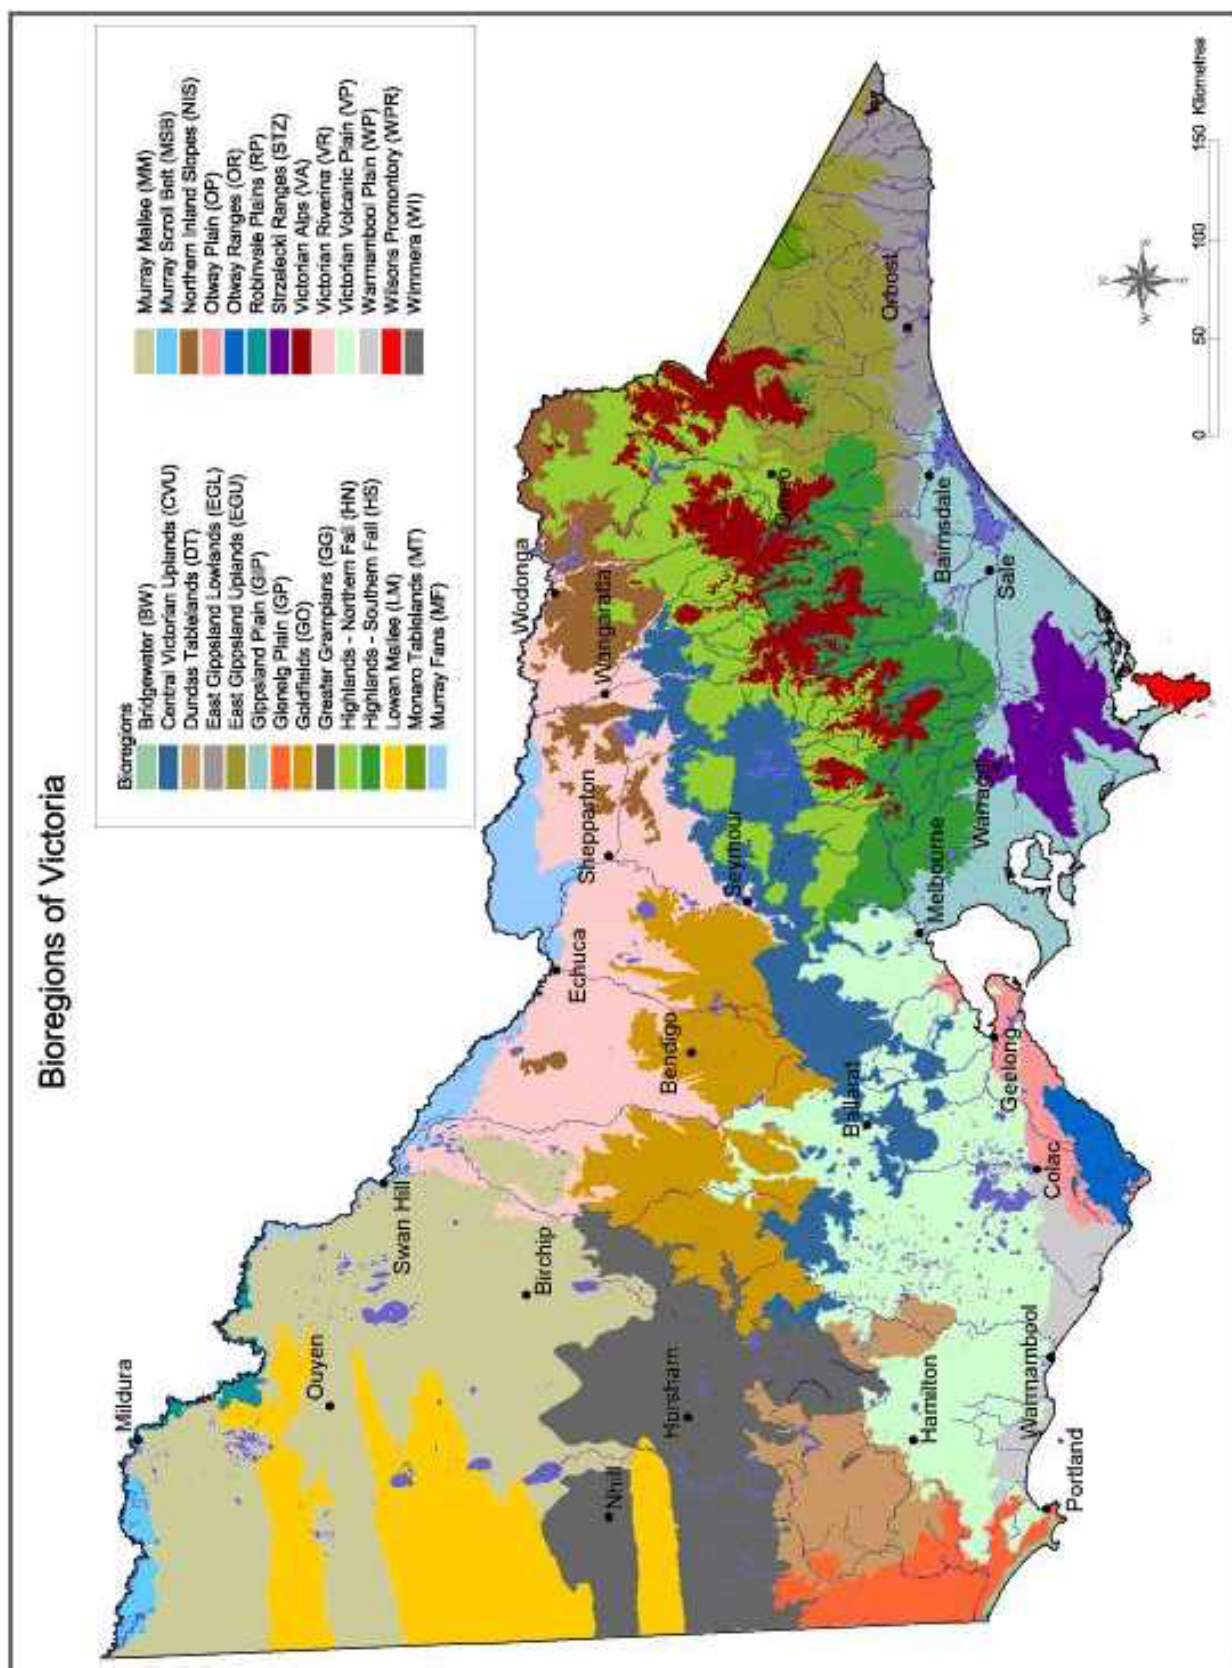 Bioregions of Victoria
Bioregions
Bridgewater (BW)
Central Victorian Uplands (CVU)
Dundas Tablelands (DT)
East Gippsland Lowlands (EGL)
East Gippsland Uplands (EGU)
Gippsland Plain (GIP)
Glenelg Plain (GP)
Goldfields (GO)
Greater Grampians (GG)
Highlands - Northern Fall (HN)
Highlands - Southern Fall (HS)
Lowan Mallee (LM)
Monaro Tablelands (MT)
Murray Fans (MF)
Murray Mallee (MM)
Murray Scroll Belt (MSB)
Northern Inland Slopes (NIS)
Otway Plain (OP)
Otway Ranges (OR)
Robinvale Plains (RP)
Strzelecki Ranges (STZ)
Victorian Alps (VA)
Victorian Riverina (VR)
Victorian Volcanic Plain (VP)
Warrnambool Plain (WP)
Wilsons Promontory (WPR)
Wimmera (WI)
Mildura
Ouyen
Swan Hill
Birchip
Nhill
Horsham
Echuca
Wodonga
Shepparton
Wangaratta
Bendigo
Seymour
Omeo
Ballarat
Hamilton
Melbourne
Orbost
Bairnsdale
Warragul
Sale
Geelong
Colac
Warrnambool
Portland
N
W
S
0 50 100 150 Kilometres